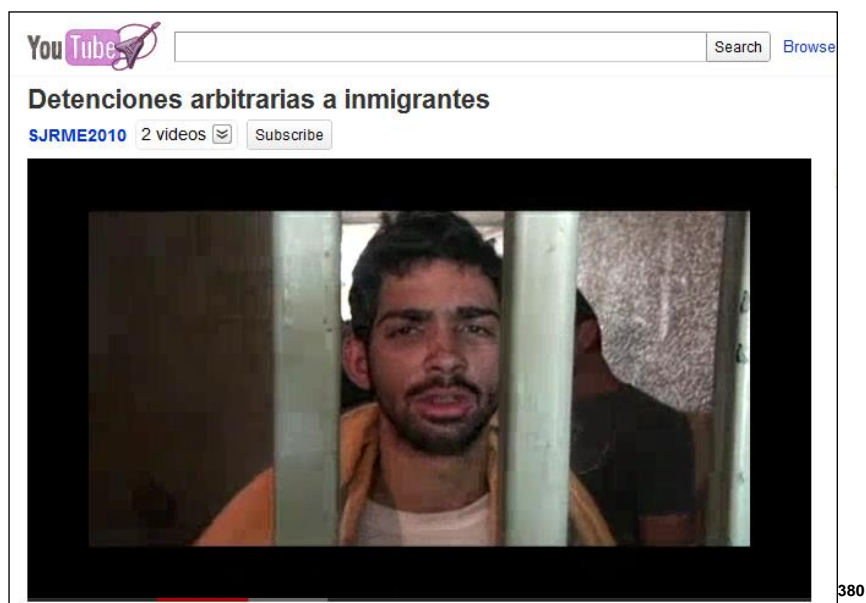 YouTube
Search
Browse
Detenciones arbitrarias a inmigrantes
SJRME2010
2 videos
Subscribe
380